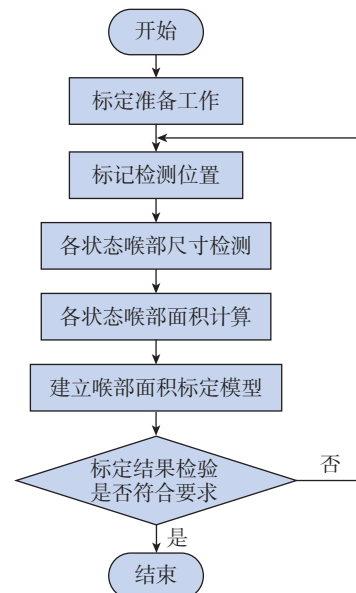 开始
标定准备工作
标记检测位置
各状态喉部尺寸检测
各状态喉部面积计算
建立喉部面积标定模型
标定结果检验
是否符合要求
否
是
结束